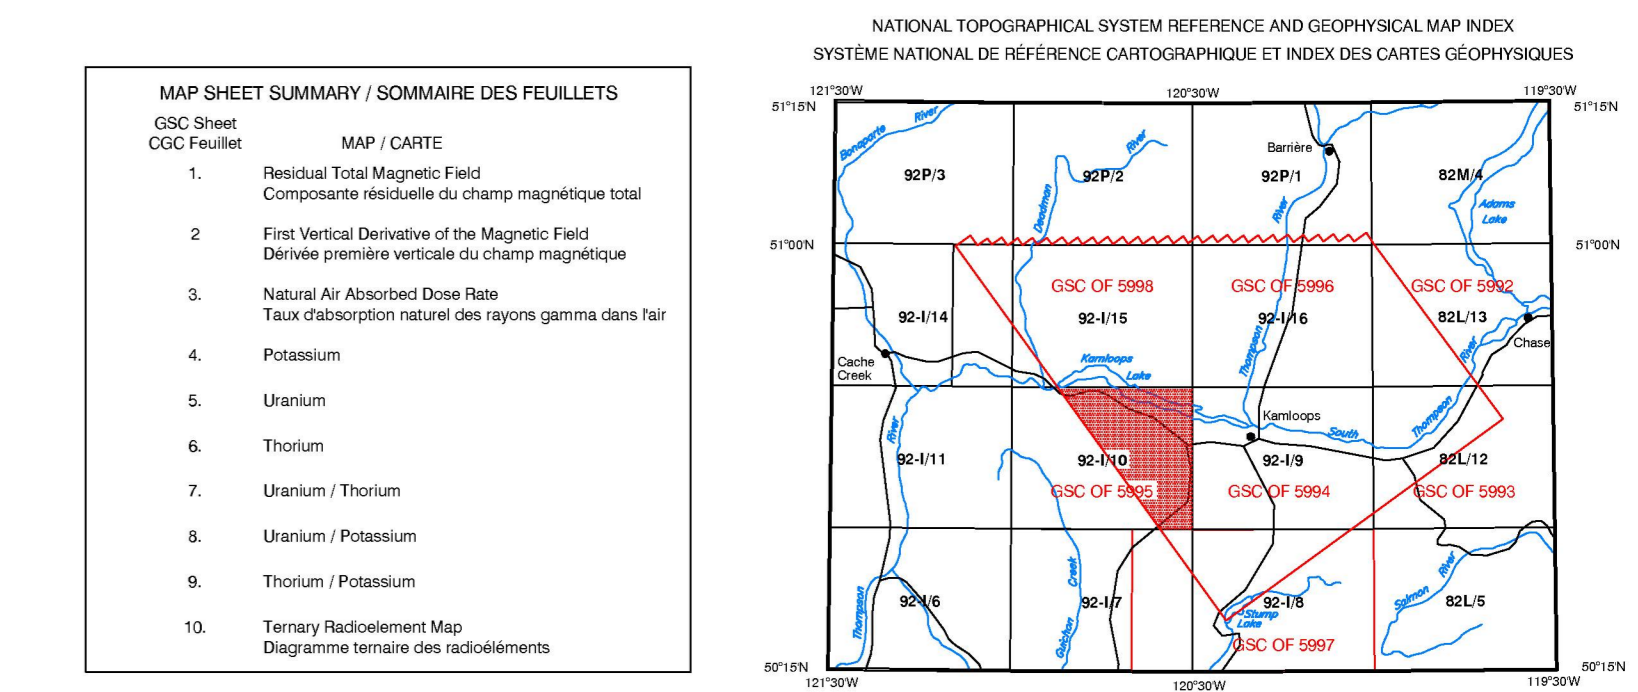 MAP SHEET SUMMARY / SOMMAIRE DES FEUILLETS
GSC Sheet
CGC Feuillet
MAP / CARTE
1. Residual Total Magnetic Field
Composante résiduelle du champ magnétique total
2 First Vertical Derivative of the Magnetic Field
Dérivée première verticale du champ magnétique
3. Natural Air Absorbed Dose Rate
Taux d'absorption naturel des rayons gamma dans l'air
4. Potassium
5. Uranium
6. Thorium
7. Uranium / Thorium
8. Uranium / Potassium
9. Thorium / Potassium
10. Ternary Radioelement Map
Diagramme ternaire des radioéléments
NATIONAL TOPOGRAPHICAL SYSTEM REFERENCE AND GEOPHYSICAL MAP INDEX
SYSTÈME NATIONAL DE RÉFÉRENCE CARTOGRAPHIQUE ET INDEX DES CARTES GÉOPHYSIQUES
121°30'W
120°30'W
119°30'W
51°15'N
51°15'N
Bonaparte River
Deadman River
Barrière
92P/3
92P/2
92P/1
82M/4
River
Adams
Lake
51°00'N
51°00'N
GSC OF 5998
GSC OF 5996
GSC OF 5992
92-I/14
92-I/15
92-I/16
82L/13
Thompson
River
Chase
Cache
Creek
Kamloops
Lake
Kamloops
South
Thompson
River
92-I/11
92-I/10
92-I/9
82L/12
GSC OF 5995
GSC OF 5994
GSC OF 5993
Thompson
Guichon Creek
92-I/6
92-I/7
92-I/8
82L/5
Salmon River
Stump
Lake
GSC OF 5997
50°15'N
50°15'N
121°30'W
120°30'W
119°30'W